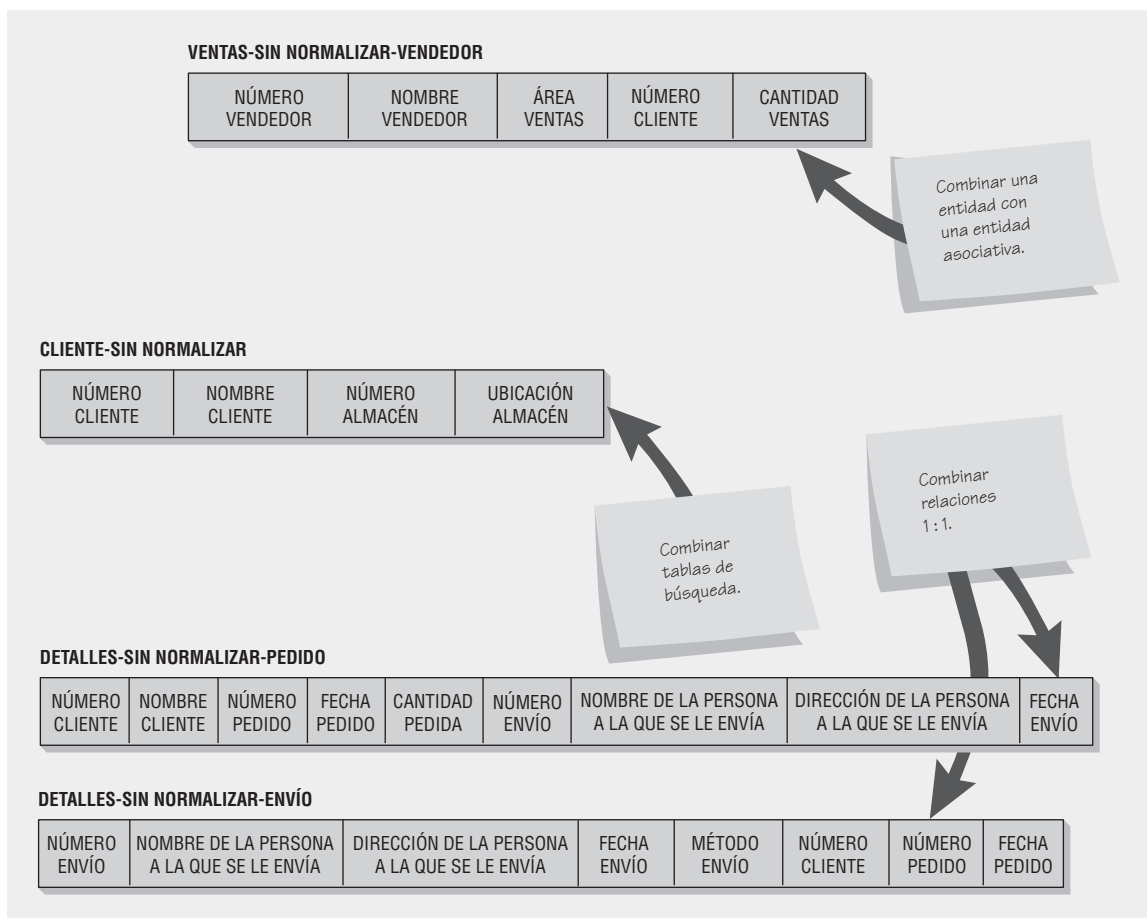 VENTAS-SIN NORMALIZAR-VENDEDOR
NÚMERO VENDEDOR
NOMBRE VENDEDOR
ÁREA VENTAS
NÚMERO CLIENTE
CANTIDAD VENTAS
Combinar una
entidad con
una entidad
asociativa.
CLIENTE-SIN NORMALIZAR
NÚMERO CLIENTE
NOMBRE CLIENTE
NÚMERO ALMACÉN
UBICACIÓN ALMACÉN
Combinar
relaciones
1 : 1.
Combinar
tablas de
búsqueda.
DETALLES-SIN NORMALIZAR-PEDIDO
NÚMERO CLIENTE
NOMBRE CLIENTE
NÚMERO PEDIDO
FECHA PEDIDO
CANTIDAD PEDIDA
NÚMERO ENVÍO
NOMBRE DE LA PERSONA A LA QUE SE LE ENVÍA
DIRECCIÓN DE LA PERSONA A LA QUE SE LE ENVÍA
FECHA ENVÍO
DETALLES-SIN NORMALIZAR-ENVÍO
NÚMERO ENVÍO
NOMBRE DE LA PERSONA A LA QUE SE LE ENVÍA
DIRECCIÓN DE LA PERSONA A LA QUE SE LE ENVÍA
FECHA ENVÍO
MÉTODO ENVÍO
NÚMERO CLIENTE
NÚMERO PEDIDO
FECHA PEDIDO